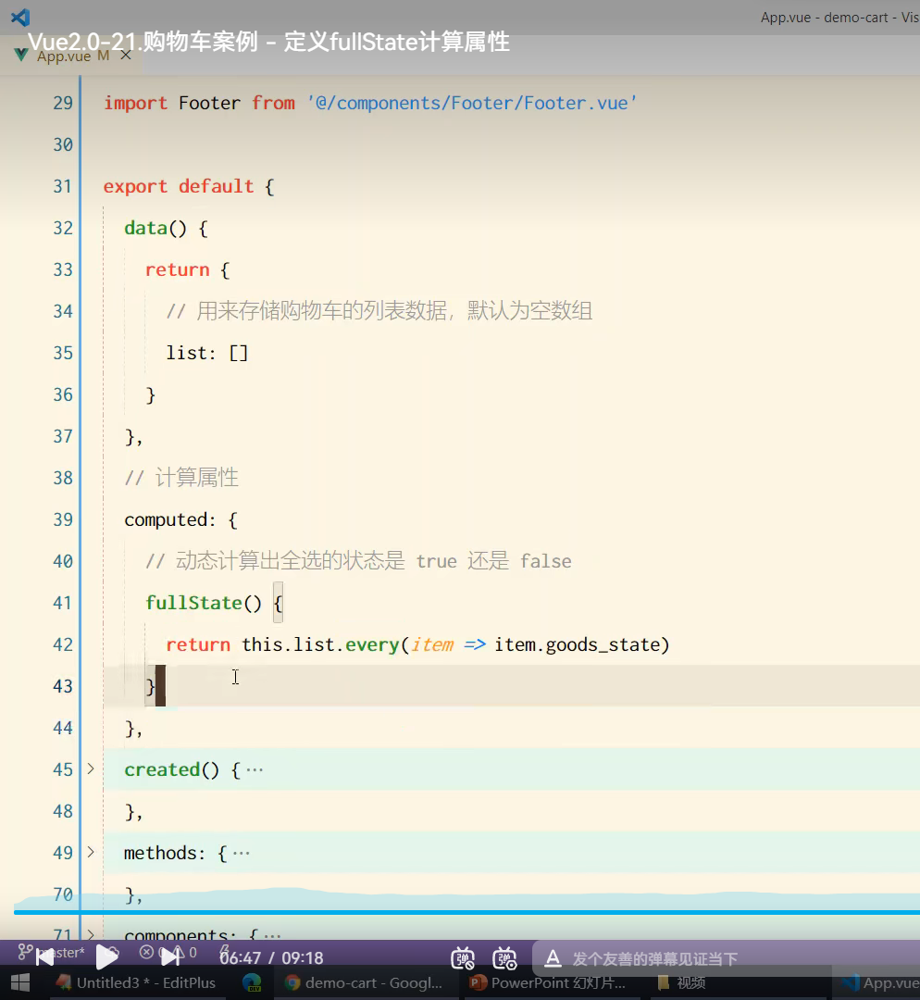 App.vue - demo-cart - Vis
Vue2.0-21.购物车案例 - 定义fullState计算属性
App.vue M ×
29 import Footer from '@/components/Footer/Footer.vue'
30
31 export default {
32 data() {
33 return {
34 // 用来存储购物车的列表数据，默认为空数组
35 list: []
36 }
37 },
38 // 计算属性
39 computed: {
40 // 动态计算出全选的状态是 true 还是 false
41 fullState() {
42 return this.list.every(item => item.goods_state)
43 }
44 },
45 created() {···
48 },
49 methods: {···
70 },
71 components: {···
master* 0 0
06:47 / 09:18
弹 弹 A 发个友善的弹幕见证当下
Untitled3 * - EditPlus DEV demo-cart - Googl... PowerPoint 幻灯片... 视频 App.vue